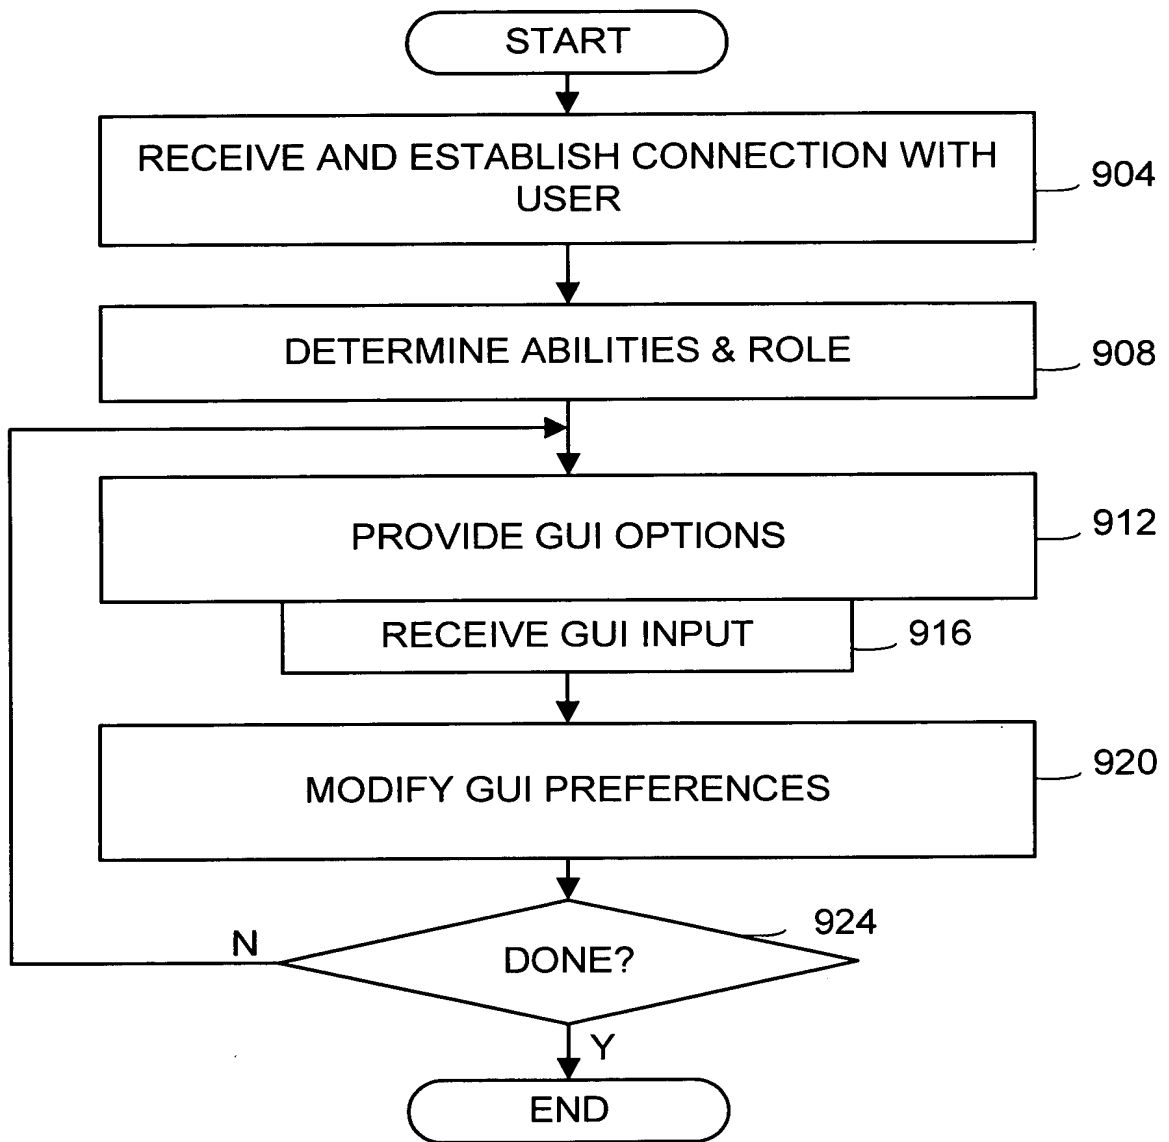 START
RECEIVE AND ESTABLISH CONNECTION WITH
USER
904
DETERMINE ABILITIES & ROLE
908
PROVIDE GUI OPTIONS
912
RECEIVE GUI INPUT
916
MODIFY GUI PREFERENCES
920
DONE?
924
N
Y
END